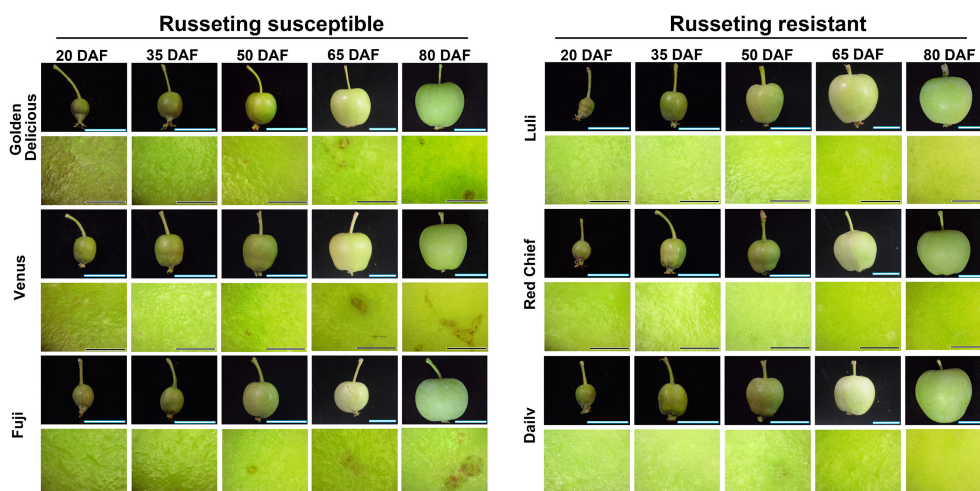 Russeting susceptible
20 DAF 35 DAF 50 DAF 65 DAF 80 DAF
Golden
Delicious
Venus
Fuji
Russeting resistant
20 DAF 35 DAF 50 DAF 65 DAF 80 DAF
Luli
Red Chief
Daily